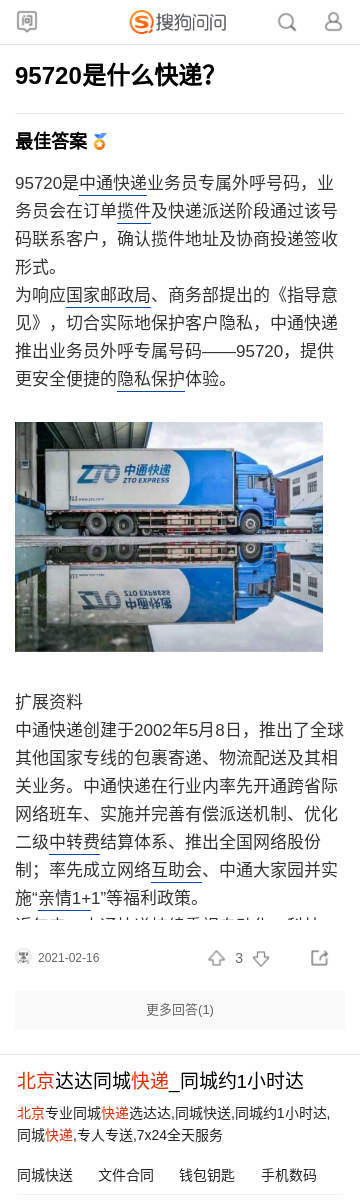 搜狗问问
95720是什么快递?
最佳答案
95720是中通快递业务员专属外呼号码，业
务员会在订单揽件及快递派送阶段通过该号
码联系客户，确认揽件地址及协商投递签收
形式。
为响应国家邮政局、商务部提出的《指导意
见》，切合实际地保护客户隐私，中通快递
推出业务员外呼专属号码——95720，提供
更安全便捷的隐私保护体验。
ZTO 中通快递
ZTO EXPRESS
扩展资料
中通快递创建于2002年5月8日，推出了全球
其他国家专线的包裹寄递、物流配送及其相
关业务。中通快递在行业内率先开通跨省际
网络班车、实施并完善有偿派送机制、优化
二级中转费结算体系、推出全国网络股份
制；率先成立网络互助会、中通大家园并实
施“亲情1+1”等福利政策。
2021-02-16
3
更多回答(1)
北京达达同城快递_同城约1小时达
北京专业同城快递选达达,同城快送,同城约1小时达,
同城快递,专人专送,7x24全天服务
同城快送 文件合同 钱包钥匙 手机数码